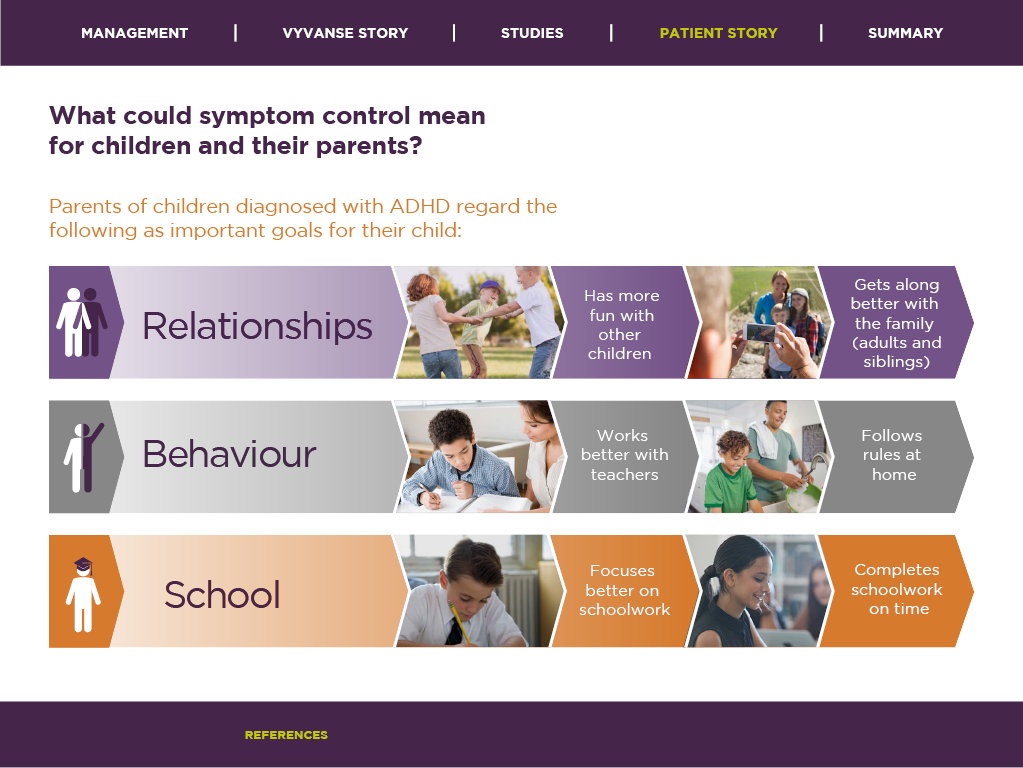 MANAGEMENT | VYVANSE STORY | STUDIES | PATIENT STORY | SUMMARY
What could symptom control mean
for children and their parents?
Parents of children diagnosed with ADHD regard the
following as important goals for their child:
Relationships
Has more
fun with
other
children
Gets along
better with
the family
(adults and
siblings)
Behaviour
Works
better with
teachers
Follows
rules at
home
School
Focuses
better on
schoolwork
Completes
schoolwork
on time
REFERENCES